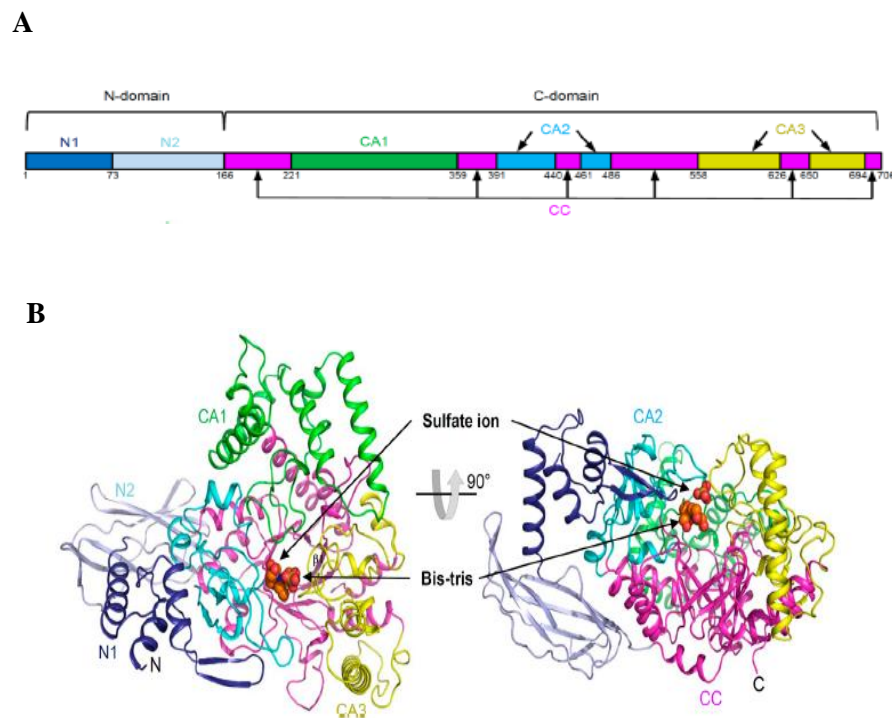 A
N-domain C-domain
N1 N2 CA1 CA2 CA3
1 73 166 221 359 391 440 461 486 558 626 650 694 706
CC
B
CA1
Sulfate ion
CA2
N2
90°
Bis-tris
N1 N
CA3
CC C